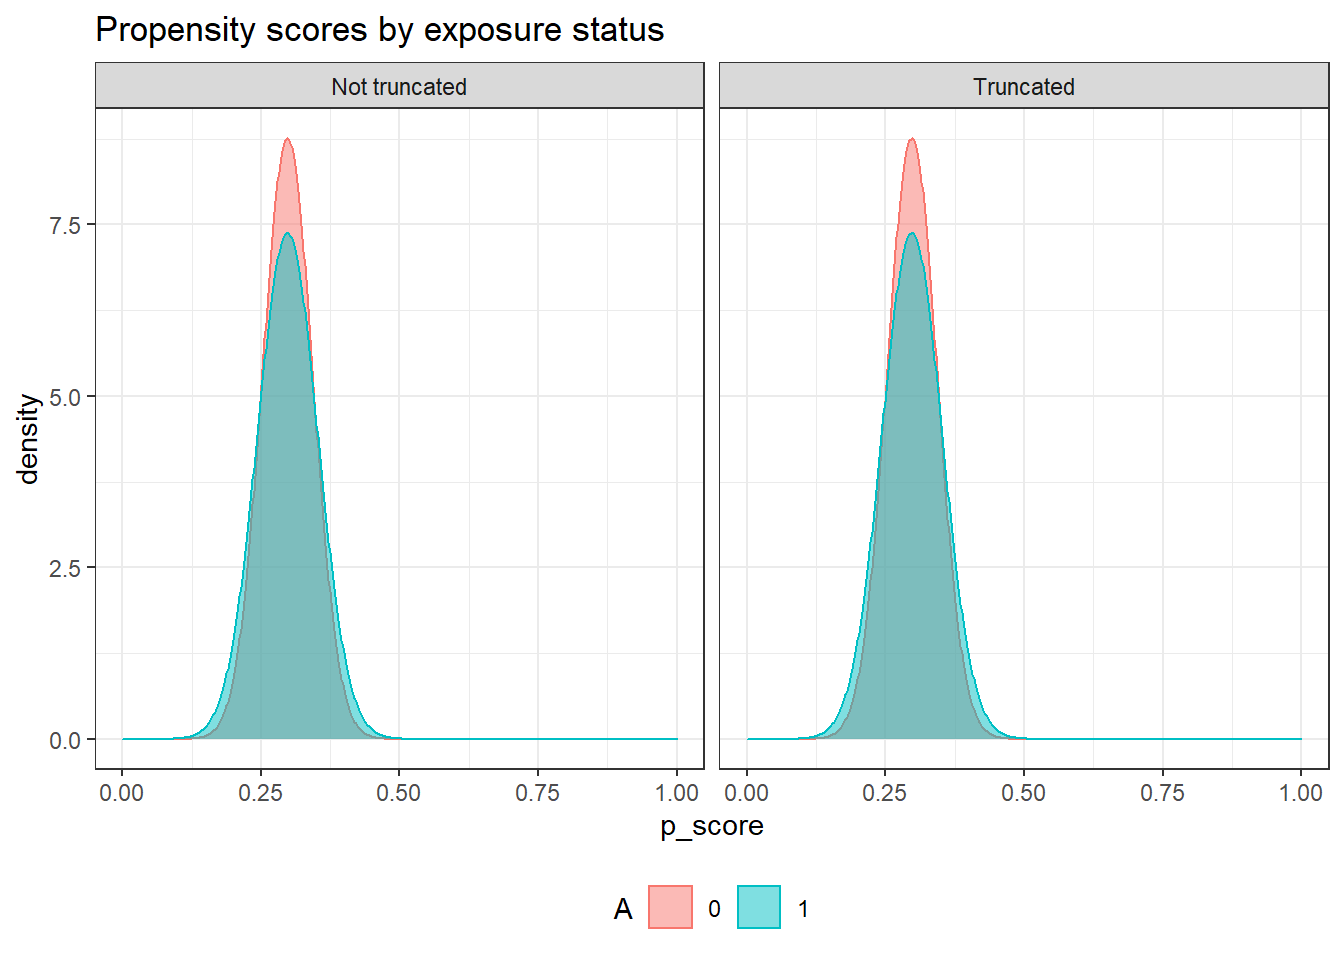 Propensity scores by exposure status
Not truncated
Truncated
density
7.5
5.0
2.5
0.0
0.00 0.25 0.50 0.75 1.00
0.00 0.25 0.50 0.75 1.00
p_score
A 0 1